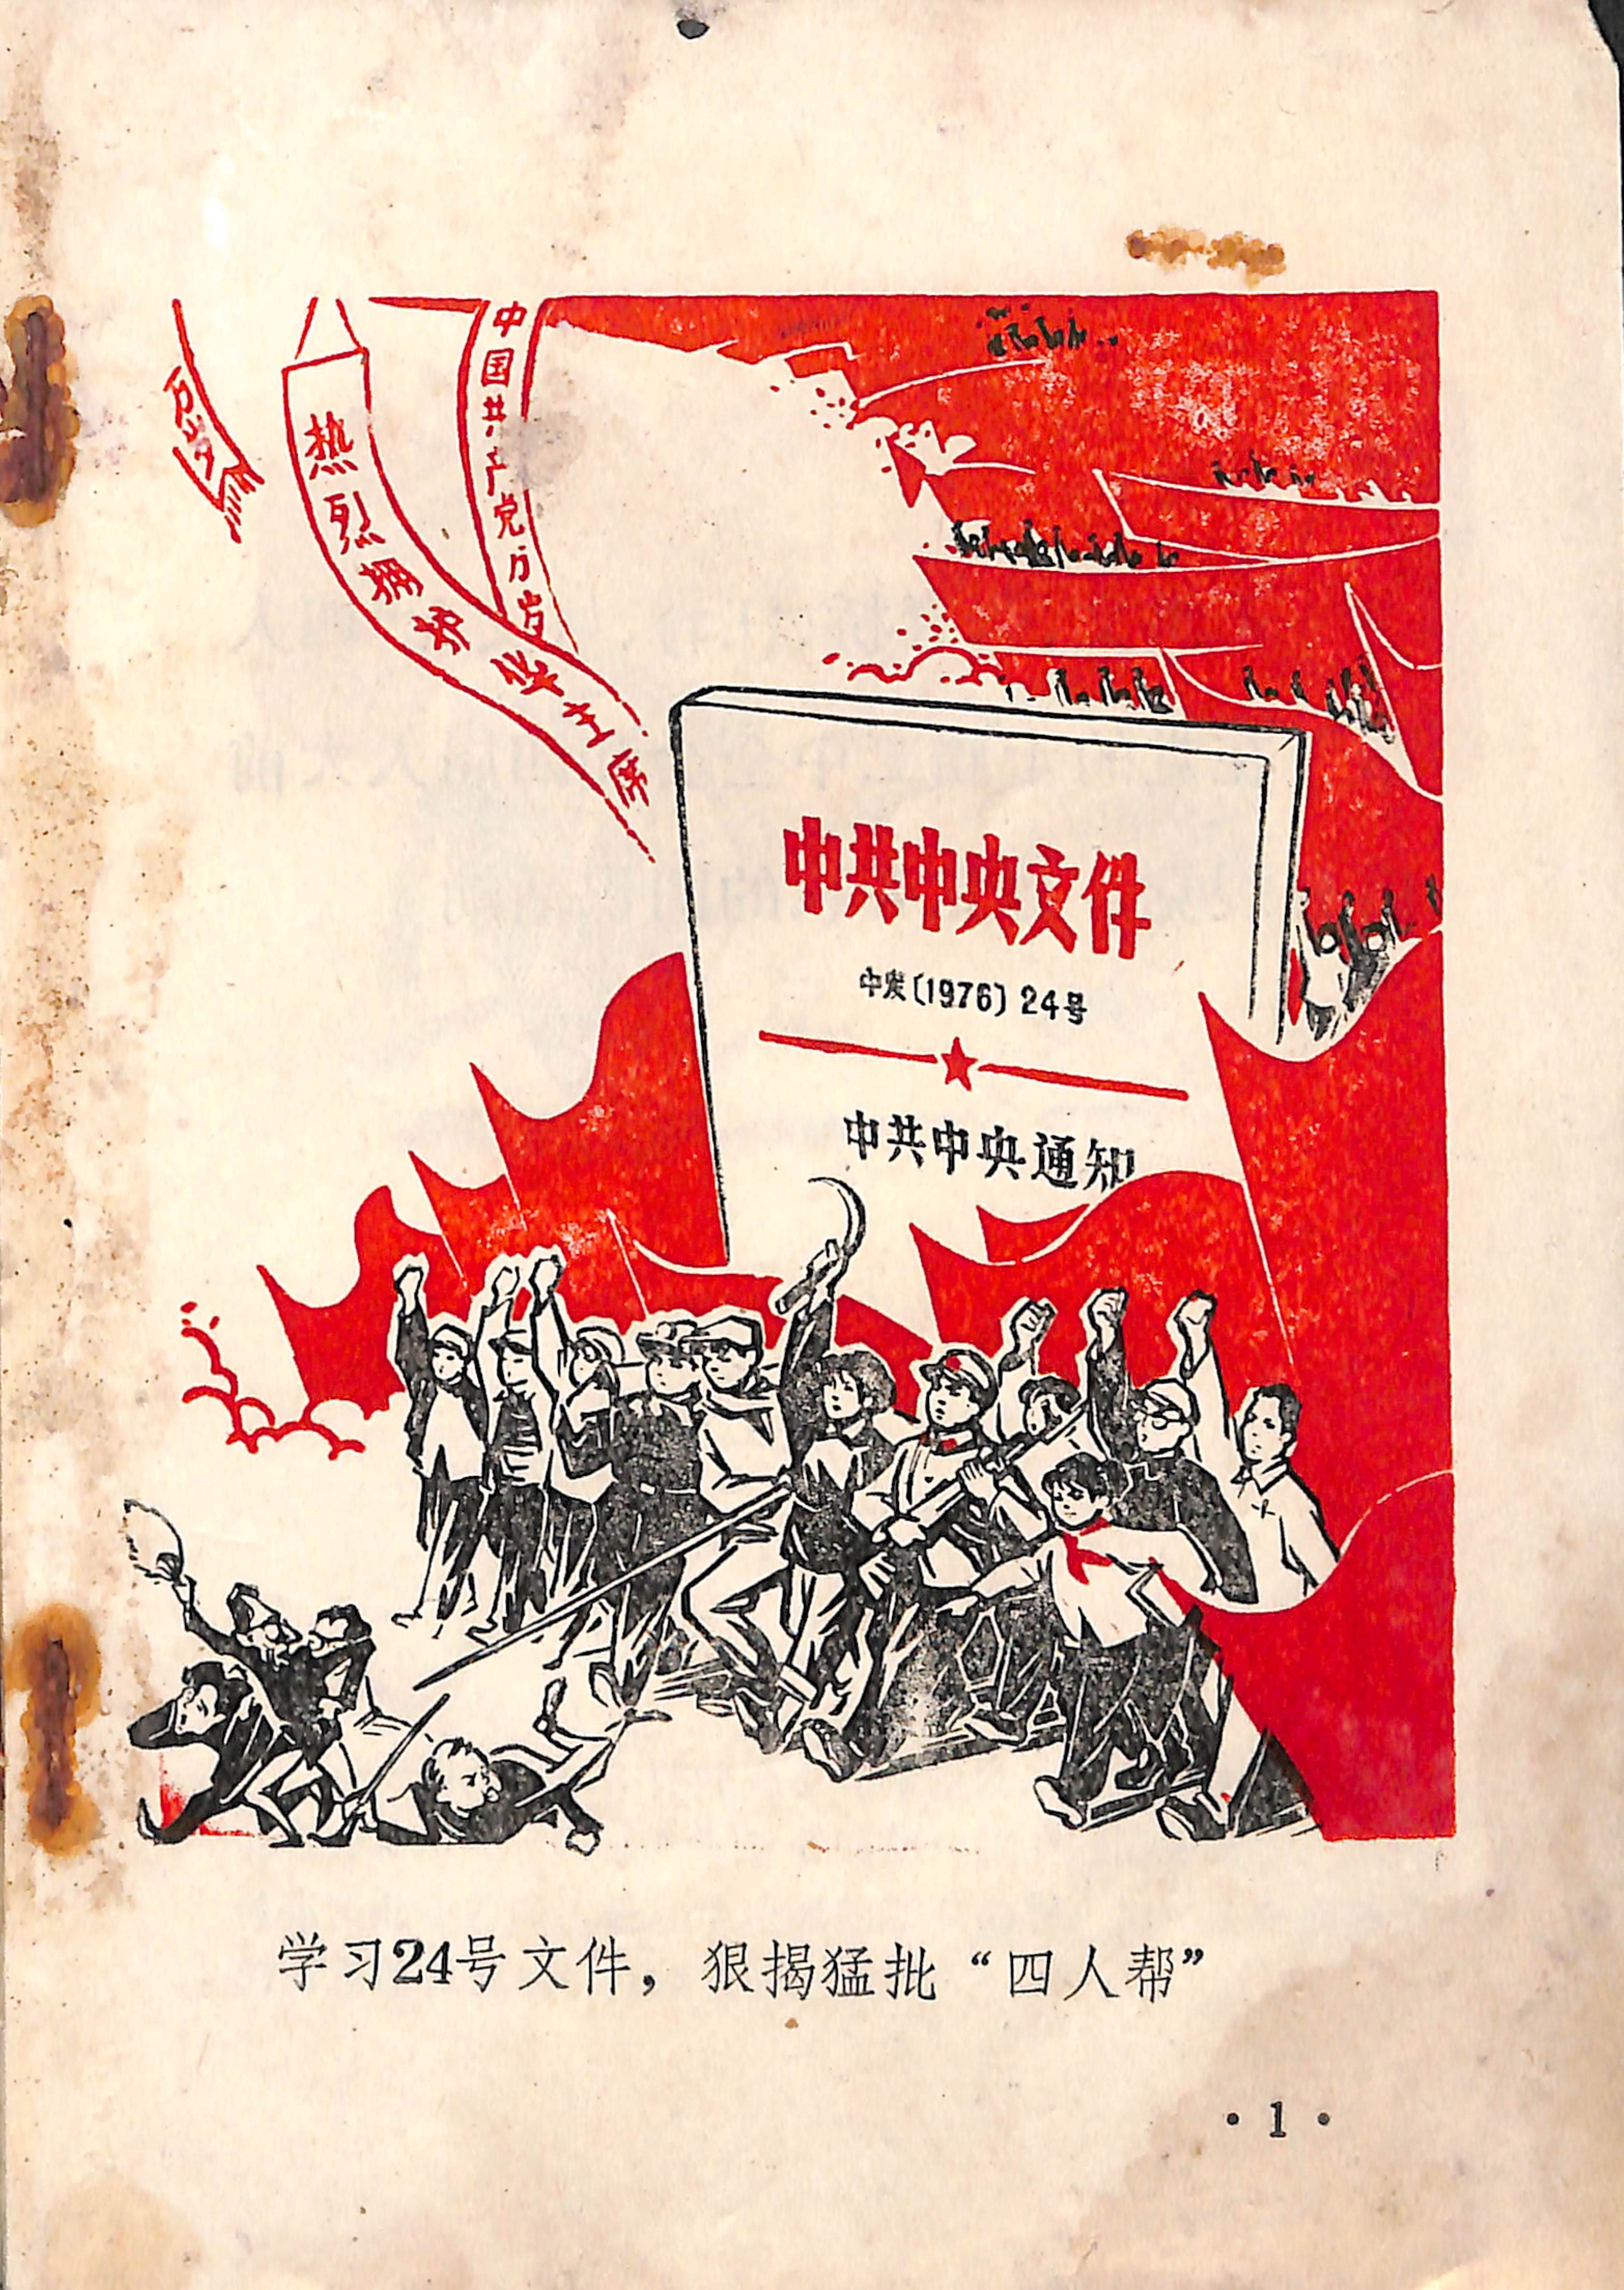 万岁
热烈拥护华主席
中国共产党万岁
中共中央文件
中发〔1976〕24号
中共中央通知
学习24号文件，狠揭猛批“四人帮”
·1·